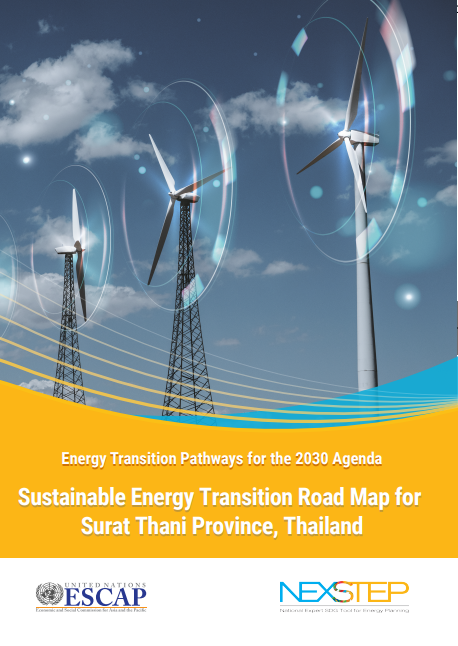 Energy Transition Pathways for the 2030 Agenda
Sustainable Energy Transition Road Map for
Surat Thani Province, Thailand
UNITED NATIONS
ESCAP
Economic and Social Commission for Asia and the Pacific
NEXSTEP
National Expert SDG Tool for Energy Planning